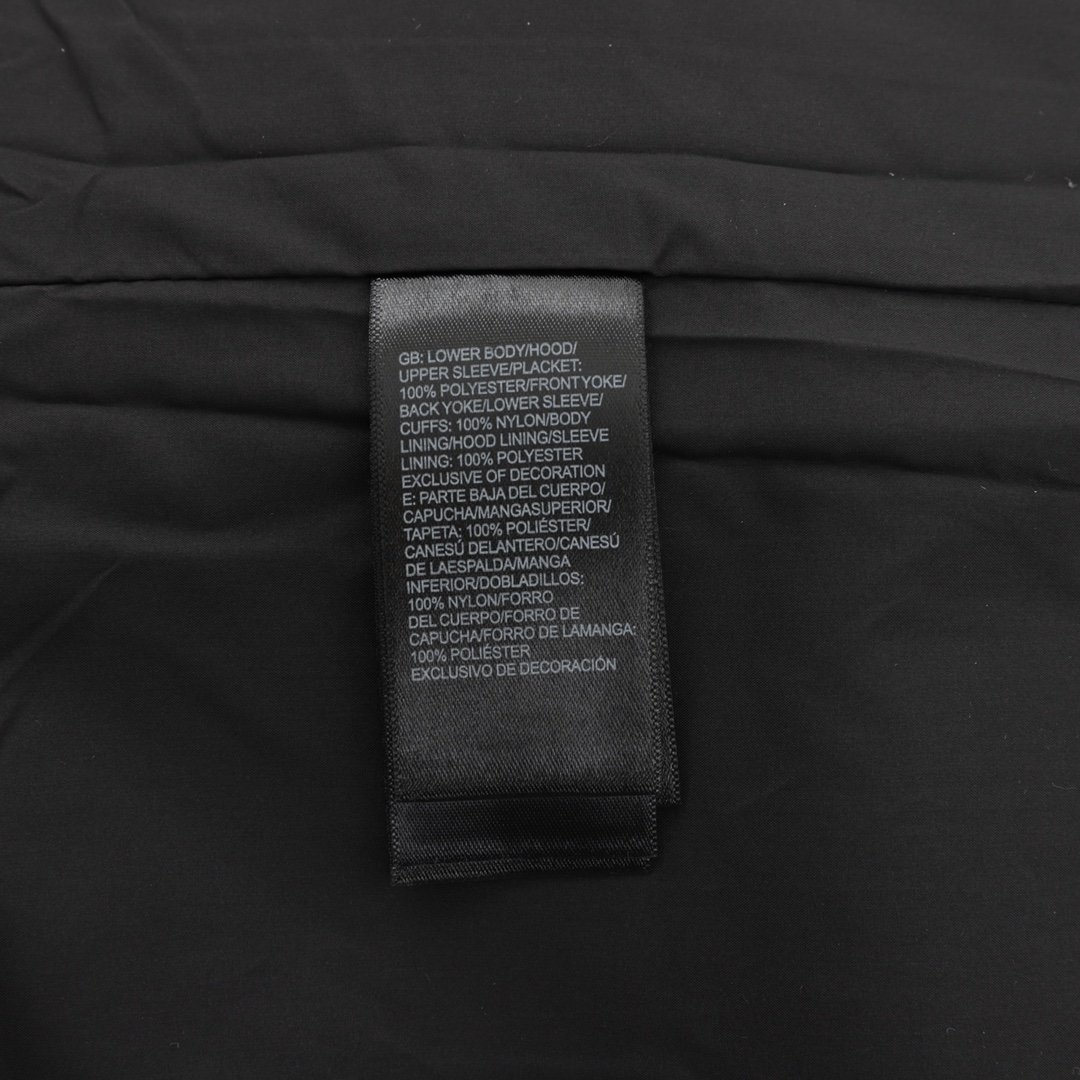 GB: LOWER BODY/HOOD/
UPPER SLEEVE/PLACKET:
100% POLYESTER/FRONTYOKE/
BACK YOKE/LOWER SLEEVE/
CUFFS: 100% NYLON/BODY
LINING/HOOD LINING/SLEEVE
LINING: 100% POLYESTER
EXCLUSIVE OF DECORATION
E: PARTE BAJA DEL CUERPO/
CAPUCHA/MANGASUPERIOR/
TAPETA: 100% POLIÉSTER/
CANESÚ DELANTERO/CANESÚ
DE LAESPALDA/MANGA
INFERIOR/DOBLADILLOS:
100% NYLON/FORRO
DEL CUERPO/FORRO DE
CAPUCHA/FORRO DE LAMANGA:
100% POLIÉSTER
EXCLUSIVO DE DECORACIÓN